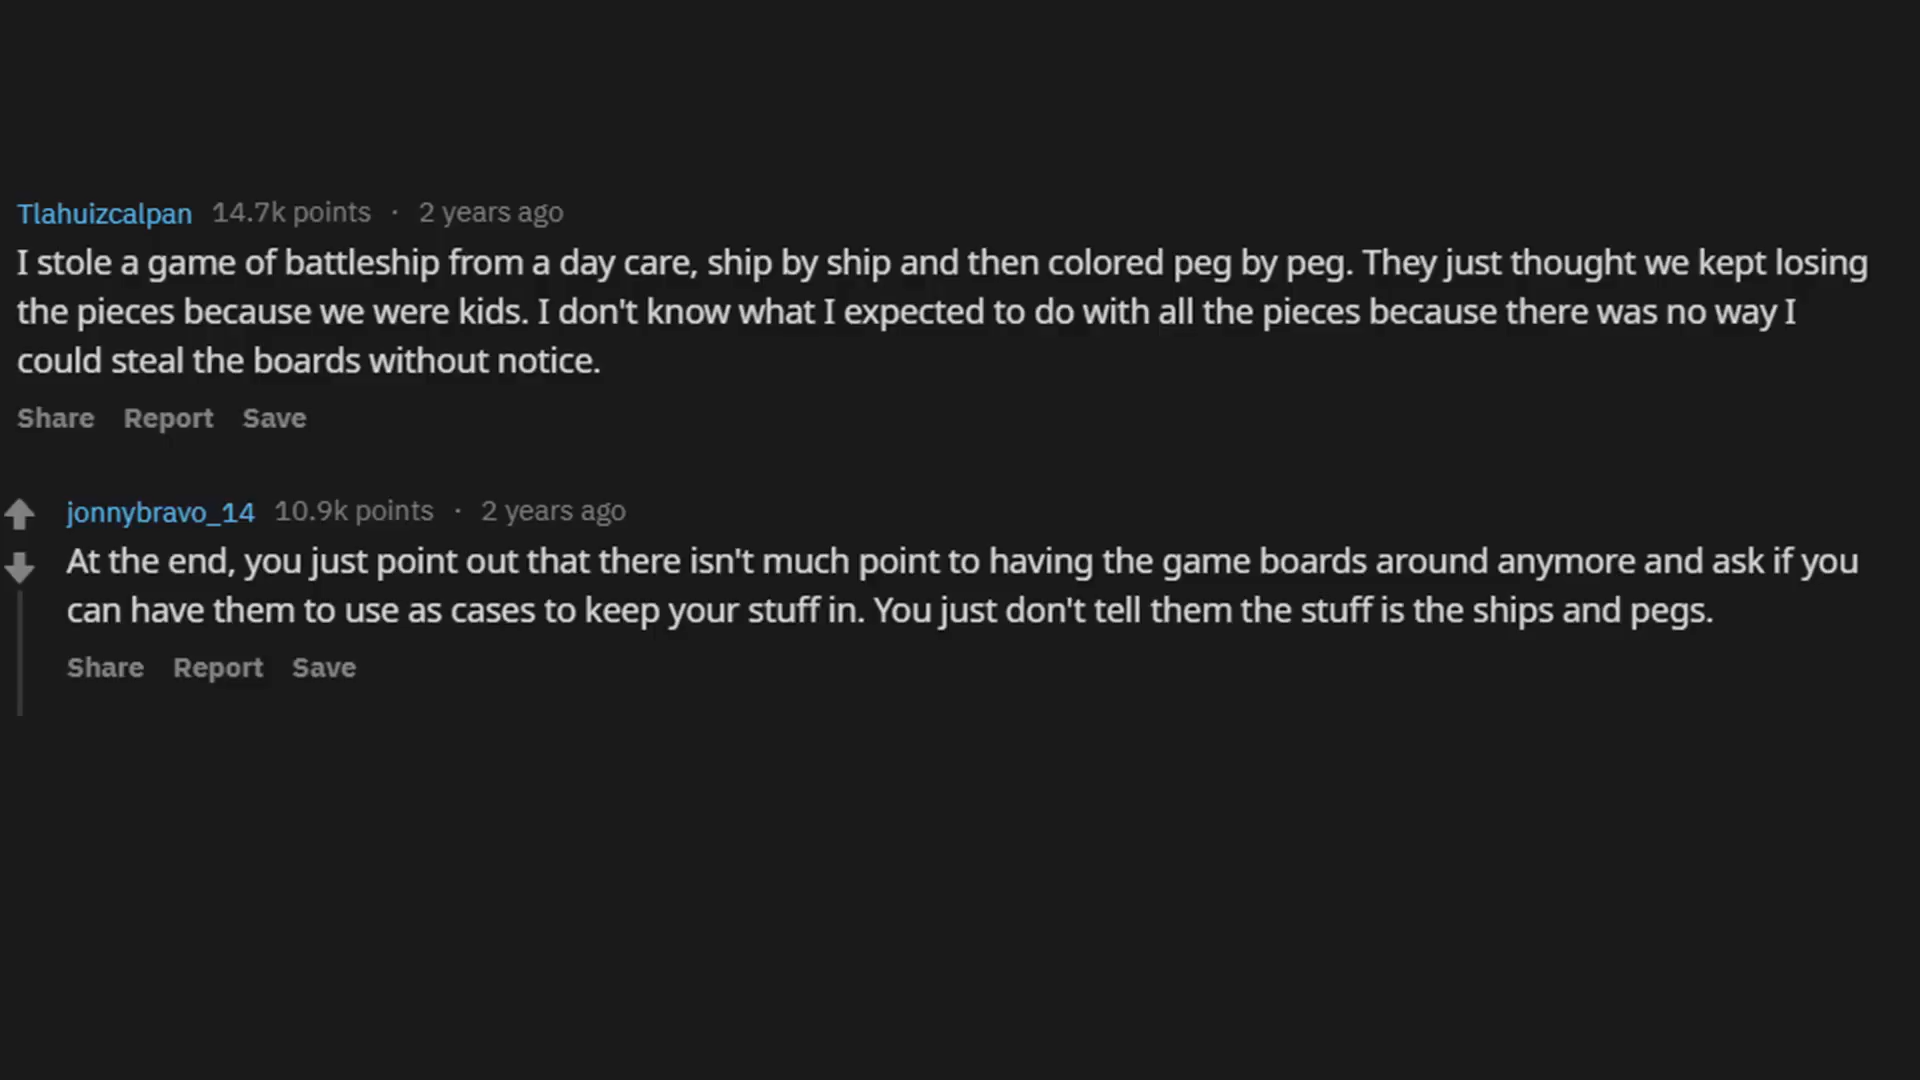 Tlahuizcalpan 14.7k points · 2 years ago
I stole a game of battleship from a day care, ship by ship and then colored peg by peg. They just thought we kept losing
the pieces because we were kids. I don't know what I expected to do with all the pieces because there was no way I
could steal the boards without notice.
Share Report Save
jonnybravo_14 10.9k points · 2 years ago
At the end, you just point out that there isn't much point to having the game boards around anymore and ask if you
can have them to use as cases to keep your stuff in. You just don't tell them the stuff is the ships and pegs.
Share Report Save